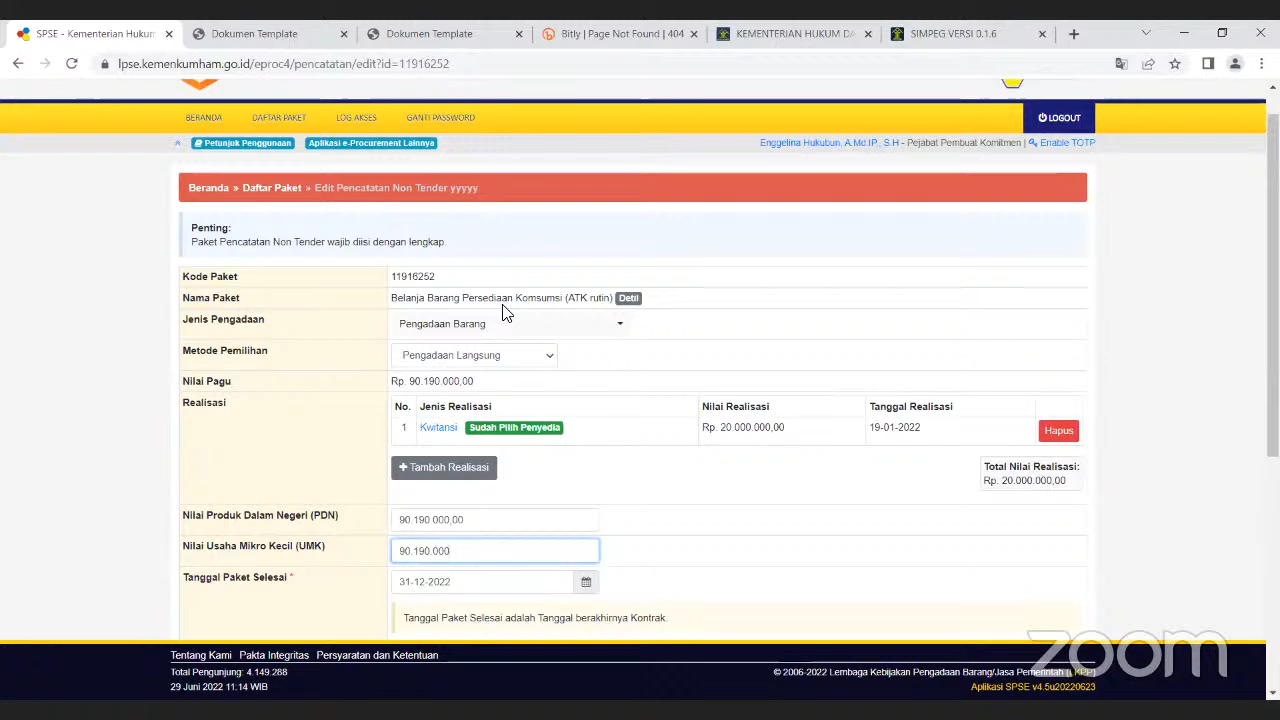 SPSE - Kementerian Hukum
Dokumen Template
Dokumen Template
Bitly | Page Not Found | 404
KEMENTERIAN HUKUM DA
SIMPEG VERSI 0.1.6
lpse.kemenkumham.go.id/eproc4/pencatatan/edit?id=11916252
BERANDA DAFTAR PAKET LOG AKSES GANTI PASSWORD LOGOUT
Petunjuk Penggunaan Aplikasi e-Procurement Lainnya Enggelina Hukubun, A.Md.IP., S.H - Pejabat Pembuat Komitmen | Enable TOTP
Beranda » Daftar Paket » Edit Pencatatan Non Tender yyyyy
Penting:
Paket Pencatatan Non Tender wajib diisi dengan lengkap.
Kode Paket 11916252
Nama Paket Belanja Barang Persediaan Komsumsi (ATK rutin) Detil
Jenis Pengadaan Pengadaan Barang
Metode Pemilihan Pengadaan Langsung
Nilai Pagu Rp. 90.190.000,00
Realisasi No. Jenis Realisasi Nilai Realisasi Tanggal Realisasi
1 Kwitansi Sudah Pilih Penyedia Rp. 20.000.000,00 19-01-2022 Hapus
+ Tambah Realisasi Total Nilai Realisasi:
Rp. 20.000.000,00
Nilai Produk Dalam Negeri (PDN) 90.190.000,00
Nilai Usaha Mikro Kecil (UMK) 90.190.000
Tanggal Paket Selesai * 31-12-2022
Tanggal Paket Selesai adalah Tanggal berakhirnya Kontrak.
Tentang Kami Pakta Integritas Persyaratan dan Ketentuan
Total Pengunjung: 4.149.288 © 2006-2022 Lembaga Kebijakan Pengadaan Barang/Jasa Pemerintah (LKPP)
29 Juni 2022 11:14 WIB Aplikasi SPSE v4.5u20220623
zoom